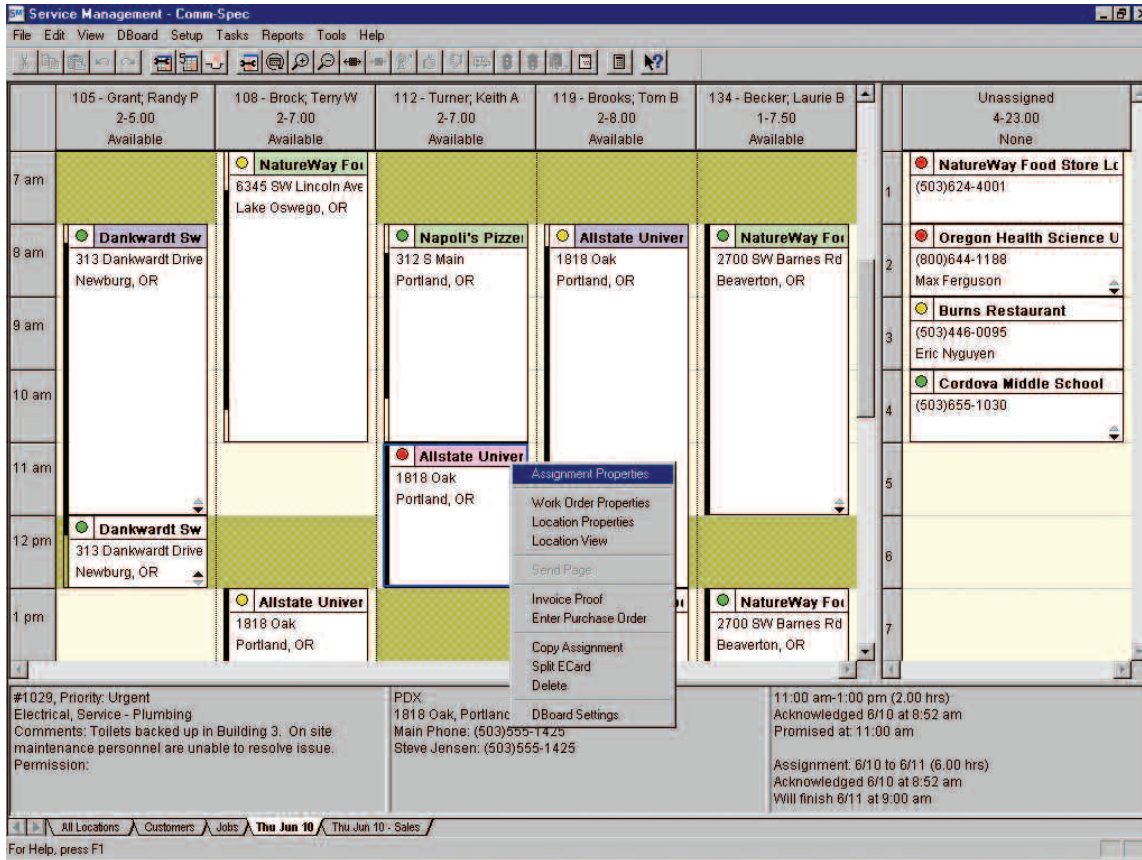 SM Service Management - Comm-Spec
File Edit View DBoard Setup Tasks Reports Tools Help
105 - Grant; Randy P
2-5.00
Available
108 - Brock; Terry W
2-7.00
Available
112 - Turner; Keith A
2-7.00
Available
119 - Brooks; Tom B
2-8.00
Available
134 - Becker; Laurie B
1-7.50
Available
Unassigned
4-23.00
None
7 am
8 am
9 am
10 am
11 am
12 pm
1 pm
Dankwardt Sw
313 Dankwardt Drive
Newburg, OR
Dankwardt Sw
313 Dankwardt Drive
Newburg, OR
NatureWay Foo
6345 SW Lincoln Ave
Lake Oswego, OR
Allstate Univer
1818 Oak
Portland, OR
Napoli's Pizzer
312 S Main
Portland, OR
Allstate Univer
1818 Oak
Portland, OR
Allstate Univer
1818 Oak
Portland, OR
NatureWay Foo
2700 SW Barnes Rd
Beaverton, OR
NatureWay Foo
2700 SW Barnes Rd
Beaverton, OR
1
NatureWay Food Store Lo
(503)624-4001
2
Oregon Health Science U
(800)644-1188
Max Ferguson
3
Burns Restaurant
(503)446-0095
Eric Nyguyen
4
Cordova Middle School
(503)655-1030
5
6
7
Assignment Properties
Work Order Properties
Location Properties
Location View
Send Page
Invoice Proof
Enter Purchase Order
Copy Assignment
Split ECard
Delete
DBoard Settings
#1029, Priority: Urgent
Electrical, Service - Plumbing
Comments: Toilets backed up in Building 3. On site
maintenance personnel are unable to resolve issue.
Permission:
PDX
1818 Oak, Portland
Main Phone: (503)555-1425
Steve Jensen: (503)555-1425
11:00 am-1:00 pm (2.00 hrs)
Acknowledged 6/10 at 8:52 am
Promised at: 11:00 am
Assignment: 6/10 to 6/11 (6.00 hrs)
Acknowledged 6/10 at 8:52 am
Will finish 6/11 at 9:00 am
All Locations Customers Jobs Thu Jun 10 Thu Jun 10 - Sales
For Help, press F1